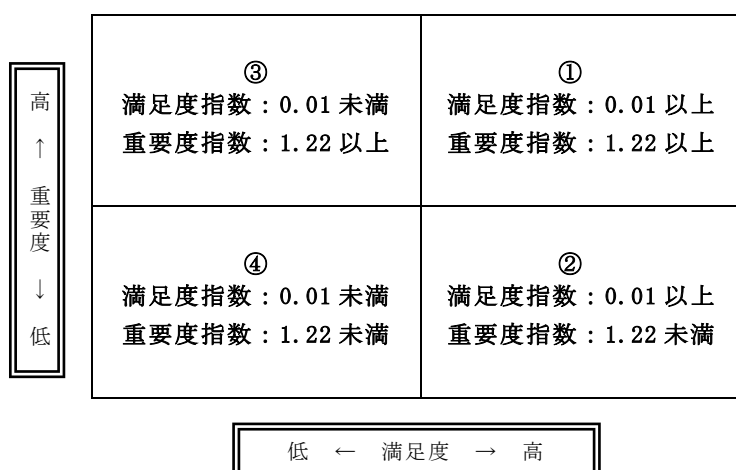 高 ↑ 重要度 ↓ 低
③
満足度指数：0.01 未満
重要度指数：1.22 以上
①
満足度指数：0.01 以上
重要度指数：1.22 以上
④
満足度指数：0.01 未満
重要度指数：1.22 未満
②
満足度指数：0.01 以上
重要度指数：1.22 未満
低 ← 満足度 → 高